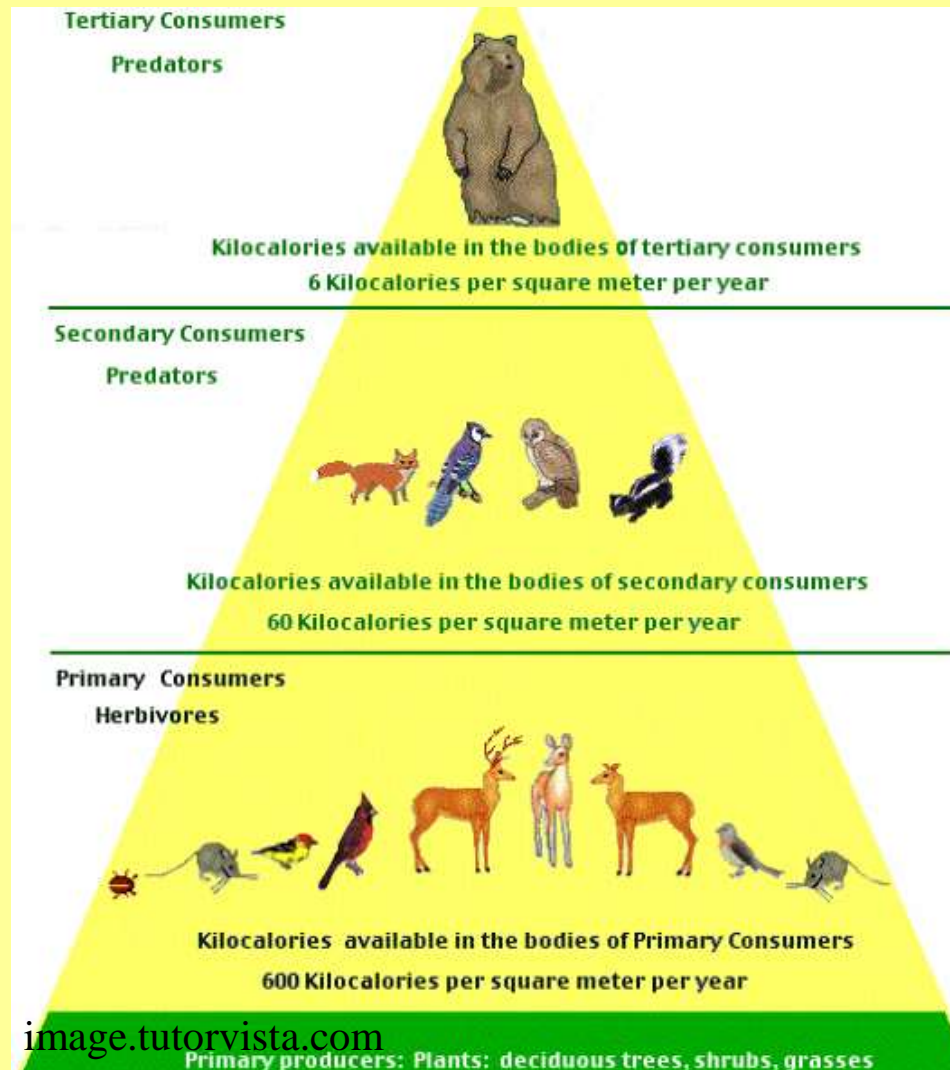 Tertiary Consumers
Predators
Kilocalories available in the bodies of tertiary consumers
6 Kilocalories per square meter per year
Secondary Consumers
Predators
Kilocalories available in the bodies of secondary consumers
60 Kilocalories per square meter per year
Primary Consumers
Herbivores
Kilocalories available in the bodies of Primary Consumers
600 Kilocalories per square meter per year
image.tutorvista.com
Primary producers: Plants: deciduous trees, shrubs, grasses